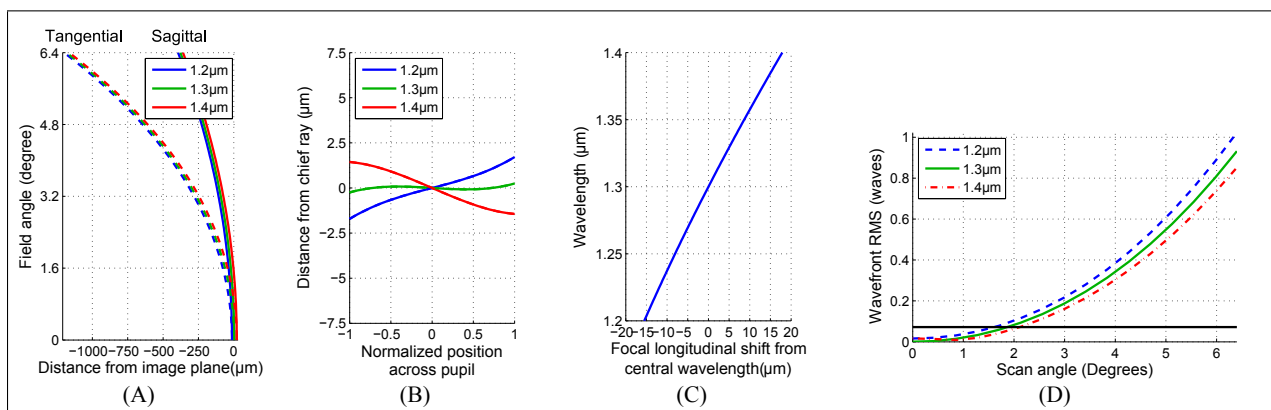 Tangential Sagittal
6.4
4.8
3.2
1.6
0
−1000 −750 −500 −250 0
Field angle (degree)
Distance from image plane(µm)
1.2µm
1.3µm
1.4µm
(A)
7.5
5
2.5
0
−2.5
−5
−7.5
−1 −0.5 0 0.5 1
Distance from chief ray (µm)
Normalized position
across pupil
1.2µm
1.3µm
1.4µm
(B)
1.4
1.35
1.3
1.25
1.2
−20−15−10−5 0 5 10 15 20
Wavelength (µm)
Focal longitudinal shift from
central wavelength(µm)
(C)
1
0.8
0.6
0.4
0.2
0
0 1 2 3 4 5 6
Wavefront RMS (waves)
Scan angle (Degrees)
1.2µm
1.3µm
1.4µm
(D)